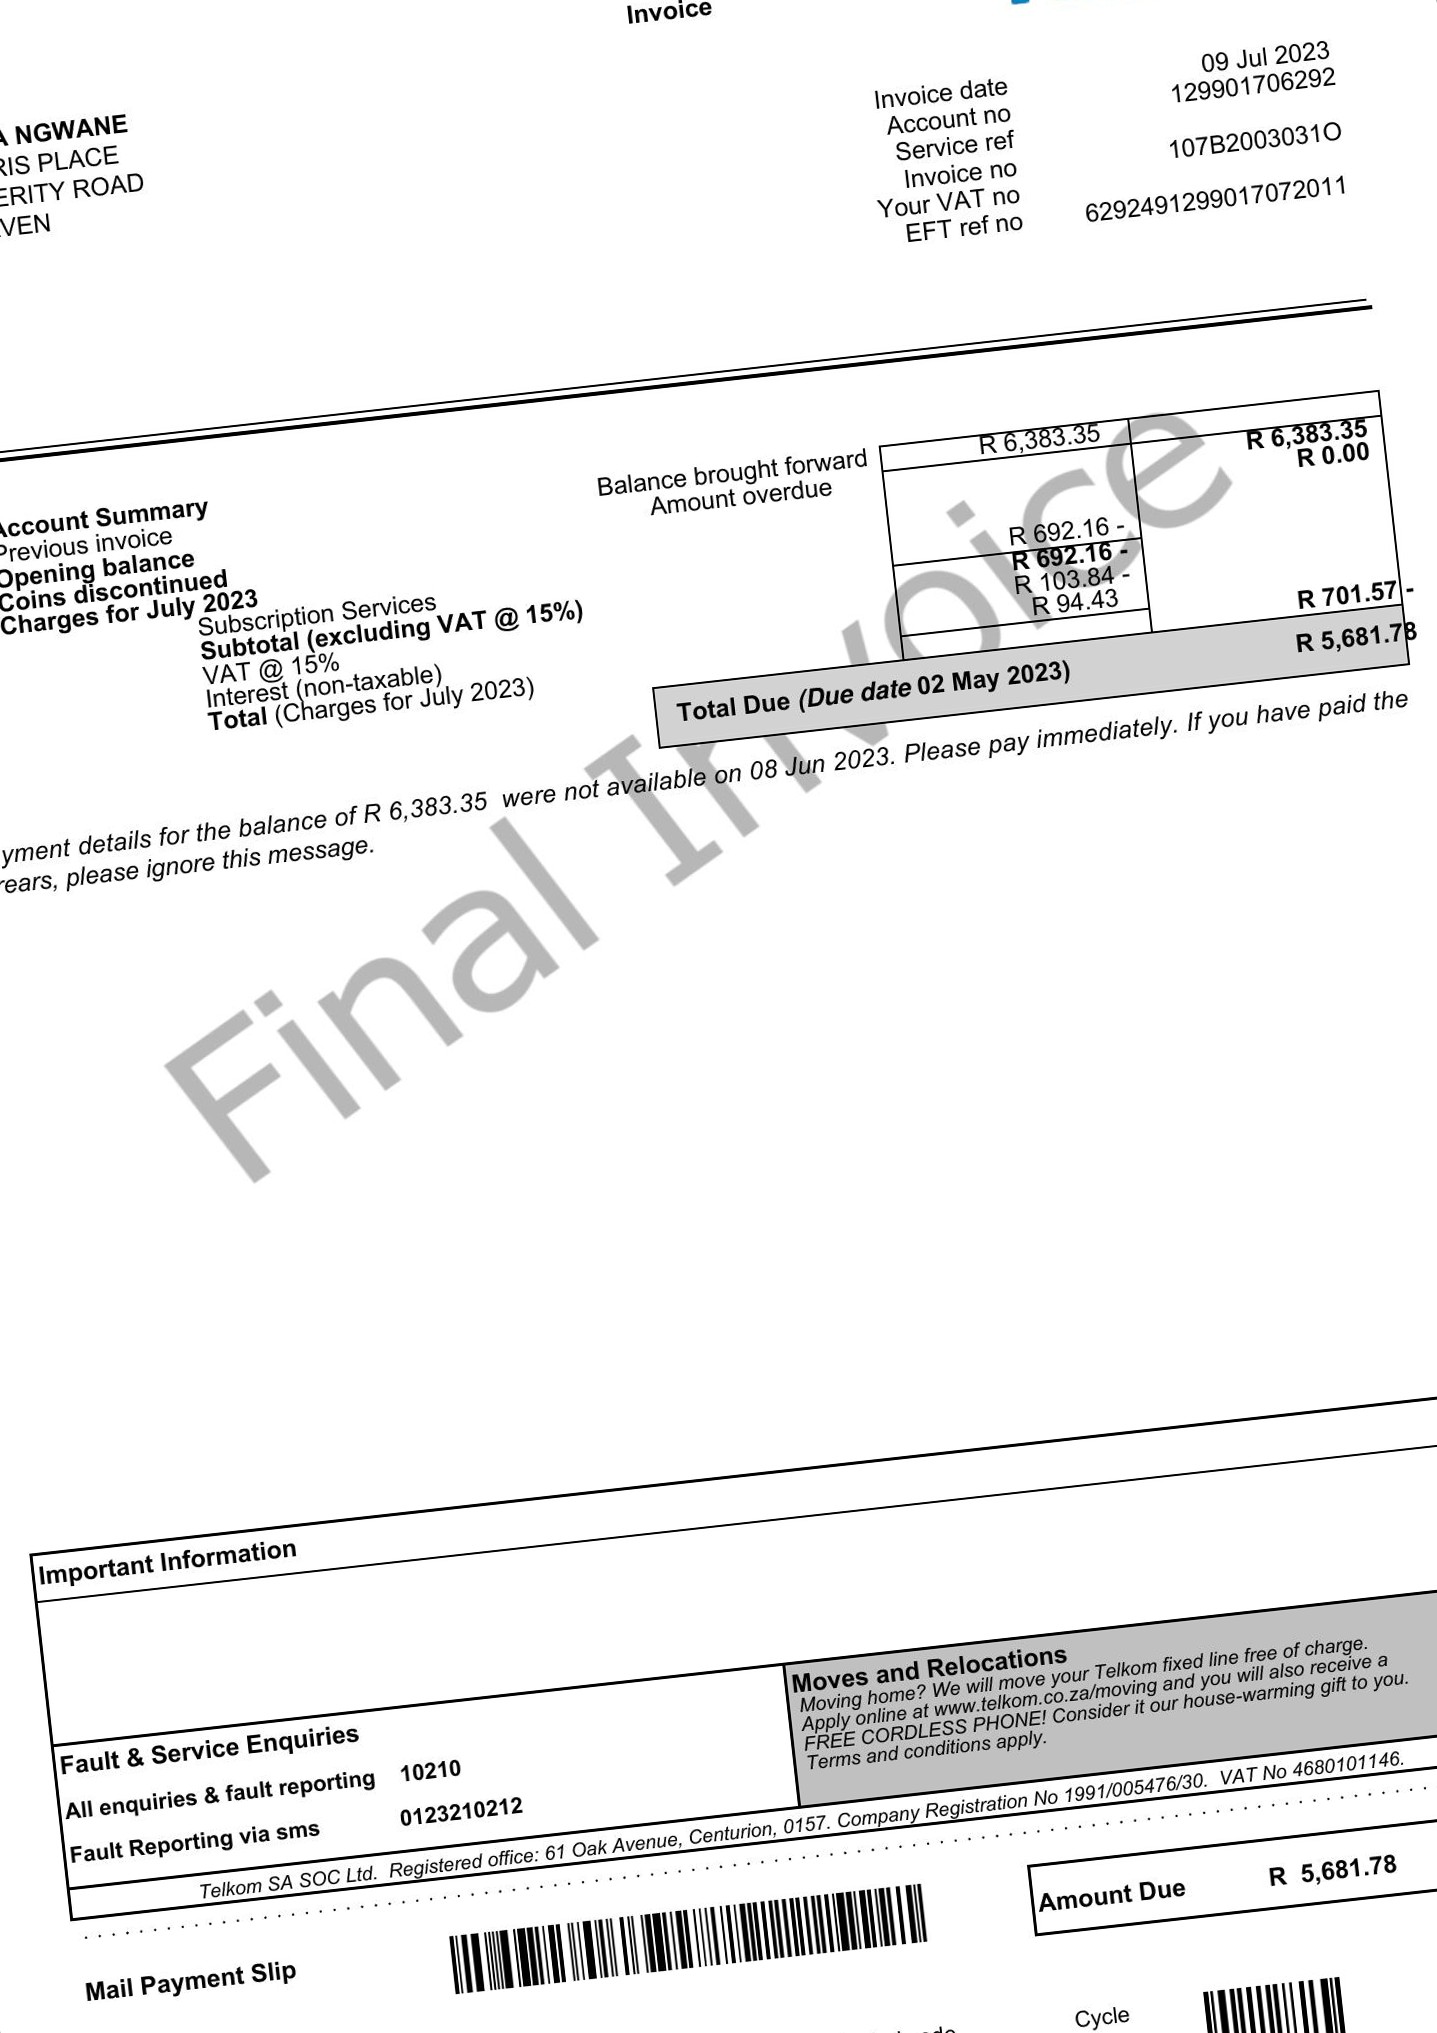 Invoice
Invoice date 09 Jul 2023
Account no 129901706292
Service ref
Invoice no 107B2003031O
Your VAT no
EFT ref no 6292491299017072011
A NGWANE
RIS PLACE
ERITY ROAD
VEN
Account Summary
Previous invoice Balance brought forward R 6,383.35
Opening balance Amount overdue R 6,383.35
Coins discontinued R 0.00
Charges for July 2023
Subscription Services R 692.16 -
Subtotal (excluding VAT @ 15%) R 692.16 -
VAT @ 15% R 103.84 -
Interest (non-taxable) R 94.43
Total (Charges for July 2023) R 701.57 -
Total Due (Due date 02 May 2023) R 5,681.78
yment details for the balance of R 6,383.35 were not available on 08 Jun 2023. Please pay immediately. If you have paid the
rears, please ignore this message.
Final Invoice
Important Information
Fault & Service Enquiries
All enquiries & fault reporting 10210
Fault Reporting via sms 0123210212
Moves and Relocations
Moving home? We will move your Telkom fixed line free of charge.
Apply online at www.telkom.co.za/moving and you will also receive a
FREE CORDLESS PHONE! Consider it our house-warming gift to you.
Terms and conditions apply.
Telkom SA SOC Ltd. Registered office: 61 Oak Avenue, Centurion, 0157. Company Registration No 1991/005476/30. VAT No 4680101146.
Amount Due R 5,681.78
Mail Payment Slip
Cycle